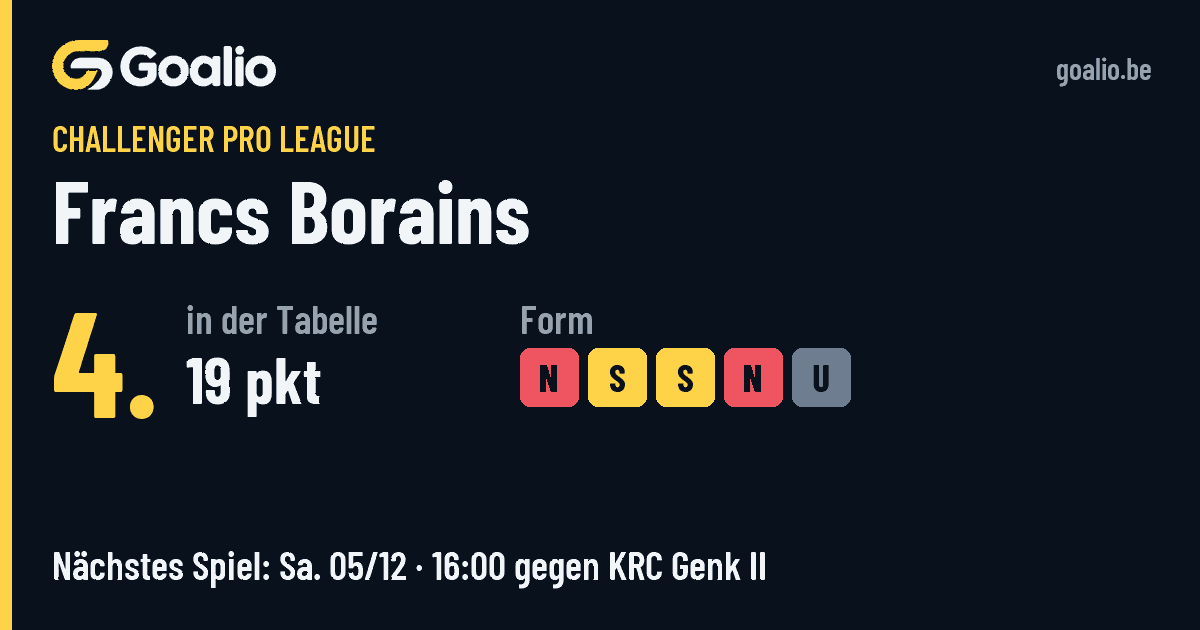 Goalio
goalio.be
CHALLENGER PRO LEAGUE
Francs Borains
4.
in der Tabelle
19 pkt
Form
N S S N U
Nächstes Spiel: Sa. 05/12 · 16:00 gegen KRC Genk II